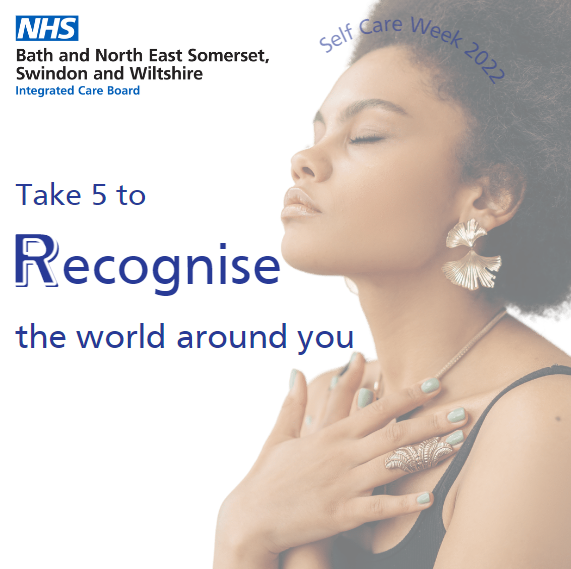 NHS
Bath and North East Somerset,
Swindon and Wiltshire
Integrated Care Board
Self Care Week 2022
Take 5 to
Recognise
the world around you